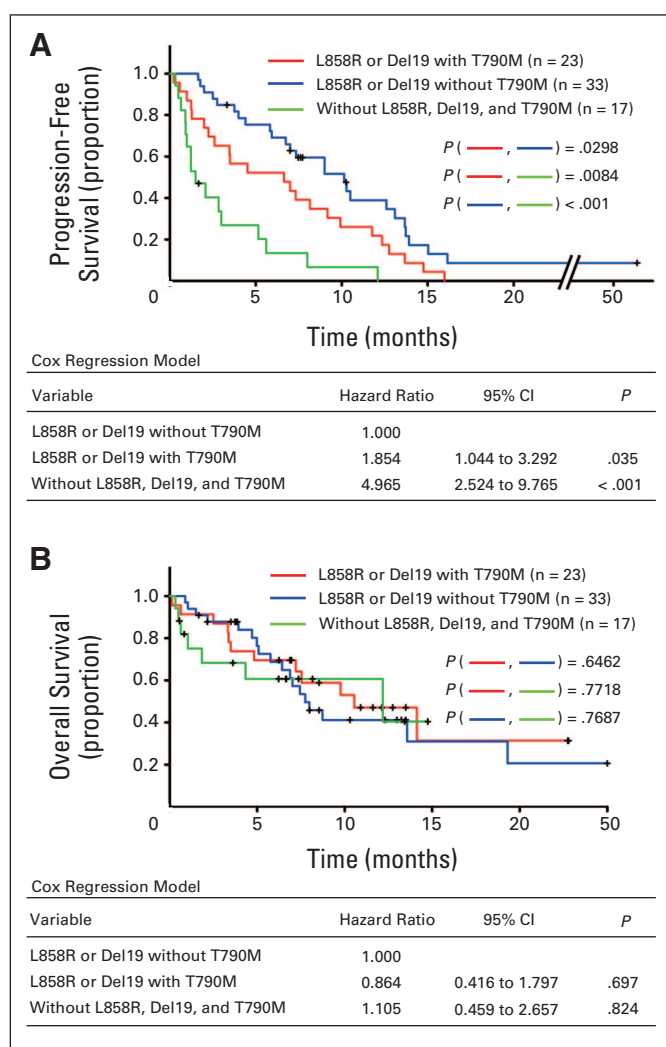 A
L858R or Del19 with T790M (n = 23)
L858R or Del19 without T790M (n = 33)
Without L858R, Del19, and T790M (n = 17)
P ( , ) = .0298
P ( , ) = .0084
P ( , ) < .001
Progression-Free
Survival (proportion)
1.0
0.8
0.6
0.4
0.2
0 5 10 15 20 50
Time (months)
Cox Regression Model
Variable Hazard Ratio 95% CI P
L858R or Del19 without T790M 1.000
L858R or Del19 with T790M 1.854 1.044 to 3.292 .035
Without L858R, Del19, and T790M 4.965 2.524 to 9.765 < .001
B
L858R or Del19 with T790M (n = 23)
L858R or Del19 without T790M (n = 33)
Without L858R, Del19, and T790M (n = 17)
P ( , ) = .6462
P ( , ) = .7718
P ( , ) = .7687
Overall Survival
(proportion)
1.0
0.8
0.6
0.4
0.2
0 5 10 15 20 50
Time (months)
Cox Regression Model
Variable Hazard Ratio 95% CI P
L858R or Del19 without T790M 1.000
L858R or Del19 with T790M 0.864 0.416 to 1.797 .697
Without L858R, Del19, and T790M 1.105 0.459 to 2.657 .824